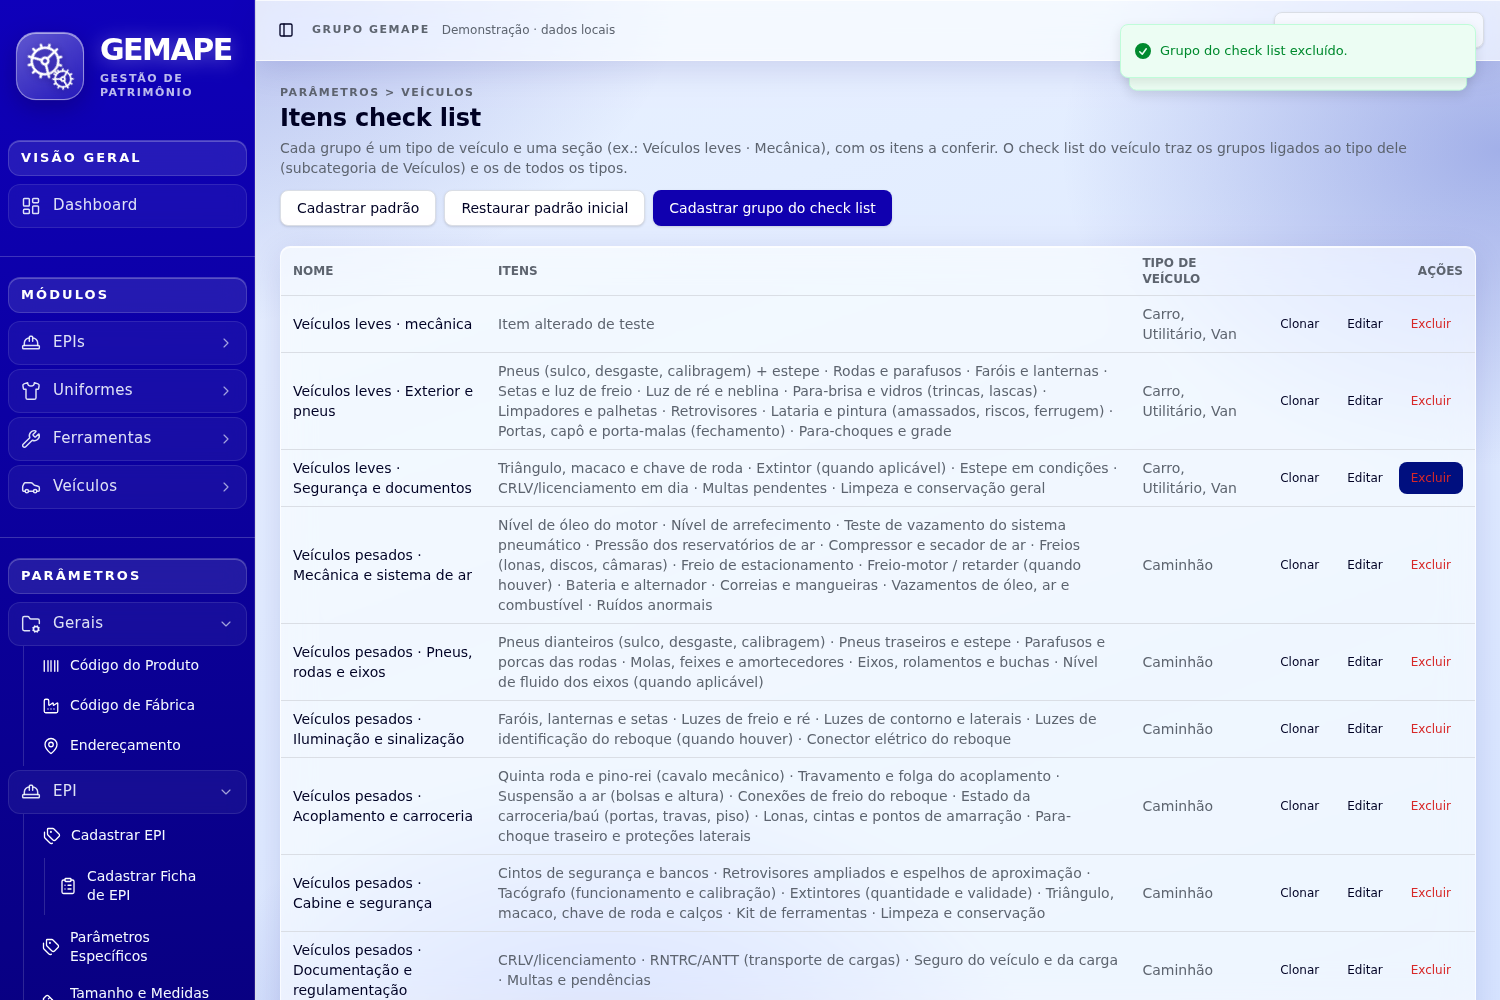 GEMAPE
GESTÃO DE
PATRIMÔNIO
VISÃO GERAL
Dashboard
MÓDULOS
EPIs
Uniformes
Ferramentas
Veículos
PARÂMETROS
Gerais
Código do Produto
Código de Fábrica
Endereçamento
EPI
Cadastrar EPI
Cadastrar Ficha
de EPI
Parâmetros
Específicos
Tamanho e Medidas
GRUPO GEMAPE Demonstração · dados locais
Grupo do check list excluído.
PARÂMETROS > VEÍCULOS
Itens check list
Cada grupo é um tipo de veículo e uma seção (ex.: Veículos leves · Mecânica), com os itens a conferir. O check list do veículo traz os grupos ligados ao tipo dele
(subcategoria de Veículos) e os de todos os tipos.
Cadastrar padrão Restaurar padrão inicial Cadastrar grupo do check list
NOME ITENS TIPO DE
VEÍCULO AÇÕES
Veículos leves · mecânica
Item alterado de teste
Carro,
Utilitário, Van
Clonar Editar Excluir
Veículos leves · Exterior e
pneus
Pneus (sulco, desgaste, calibragem) + estepe · Rodas e parafusos · Faróis e lanternas ·
Setas e luz de freio · Luz de ré e neblina · Para-brisa e vidros (trincas, lascas) ·
Limpadores e palhetas · Retrovisores · Lataria e pintura (amassados, riscos, ferrugem) ·
Portas, capô e porta-malas (fechamento) · Para-choques e grade
Carro,
Utilitário, Van
Clonar Editar Excluir
Veículos leves ·
Segurança e documentos
Triângulo, macaco e chave de roda · Extintor (quando aplicável) · Estepe em condições ·
CRLV/licenciamento em dia · Multas pendentes · Limpeza e conservação geral
Carro,
Utilitário, Van
Clonar Editar Excluir
Veículos pesados ·
Mecânica e sistema de ar
Nível de óleo do motor · Nível de arrefecimento · Teste de vazamento do sistema
pneumático · Pressão dos reservatórios de ar · Compressor e secador de ar · Freios
(lonas, discos, câmaras) · Freio de estacionamento · Freio-motor / retarder (quando
houver) · Bateria e alternador · Correias e mangueiras · Vazamentos de óleo, ar e
combustível · Ruídos anormais
Caminhão
Clonar Editar Excluir
Veículos pesados · Pneus,
rodas e eixos
Pneus dianteiros (sulco, desgaste, calibragem) · Pneus traseiros e estepe · Parafusos e
porcas das rodas · Molas, feixes e amortecedores · Eixos, rolamentos e buchas · Nível
de fluido dos eixos (quando aplicável)
Caminhão
Clonar Editar Excluir
Veículos pesados ·
Iluminação e sinalização
Faróis, lanternas e setas · Luzes de freio e ré · Luzes de contorno e laterais · Luzes de
identificação do reboque (quando houver) · Conector elétrico do reboque
Caminhão
Clonar Editar Excluir
Veículos pesados ·
Acoplamento e carroceria
Quinta roda e pino-rei (cavalo mecânico) · Travamento e folga do acoplamento ·
Suspensão a ar (bolsas e altura) · Conexões de freio do reboque · Estado da
carroceria/baú (portas, travas, piso) · Lonas, cintas e pontos de amarração · Para-
choque traseiro e proteções laterais
Caminhão
Clonar Editar Excluir
Veículos pesados ·
Cabine e segurança
Cintos de segurança e bancos · Retrovisores ampliados e espelhos de aproximação ·
Tacógrafo (funcionamento e calibração) · Extintores (quantidade e validade) · Triângulo,
macaco, chave de roda e calços · Kit de ferramentas · Limpeza e conservação
Caminhão
Clonar Editar Excluir
Veículos pesados ·
Documentação e
regulamentação
CRLV/licenciamento · RNTRC/ANTT (transporte de cargas) · Seguro do veículo e da carga
· Multas e pendências
Caminhão
Clonar Editar Excluir